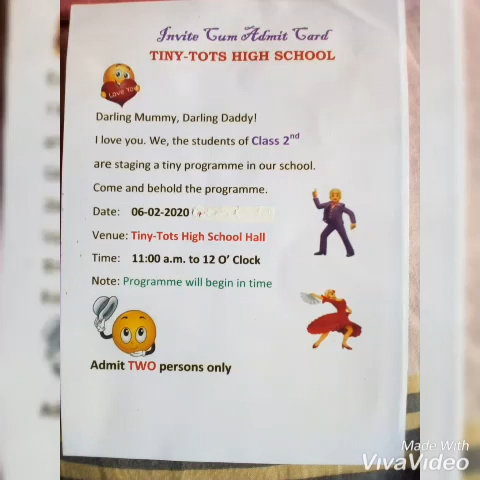 Invite Cum Admit Card
TINY-TOTS HIGH SCHOOL
I LOVE YOU
Darling Mummy, Darling Daddy!
I love you. We, the students of Class 2nd
are staging a tiny programme in our school.
Come and behold the programme.
Date: 06-02-2020
Venue: Tiny-Tots High School Hall
Time: 11:00 a.m. to 12 O' Clock
Note: Programme will begin in time
Admit TWO persons only
Made With
VivaVideo